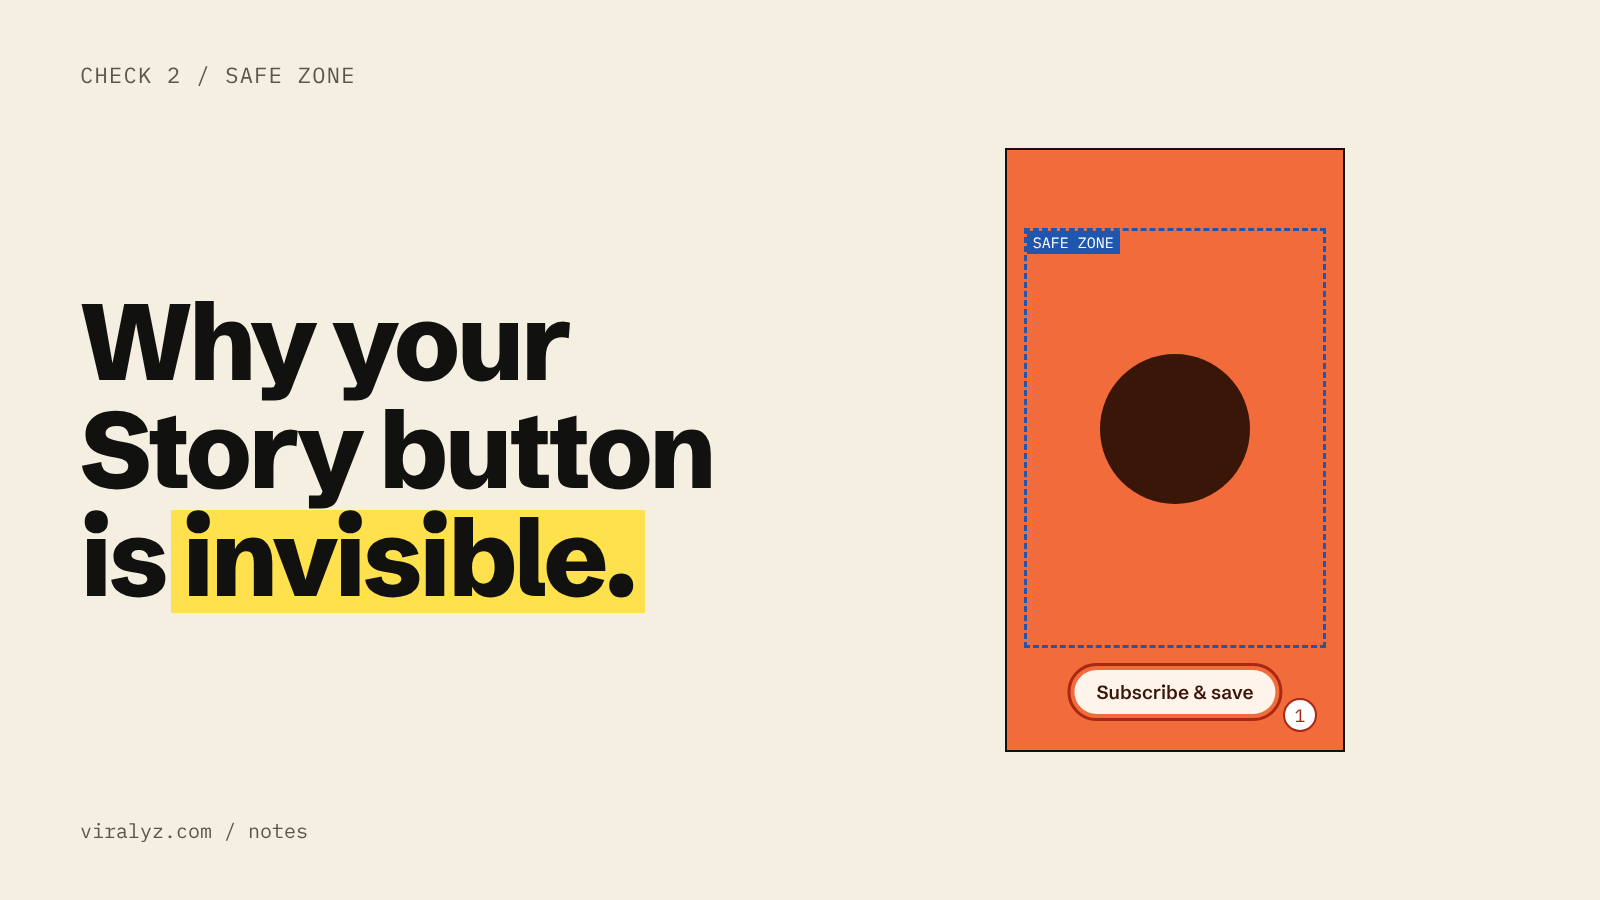 CHECK 2 / SAFE ZONE
Why your
Story button
is invisible.
SAFE ZONE
Subscribe & save
1
viralyz.com / notes